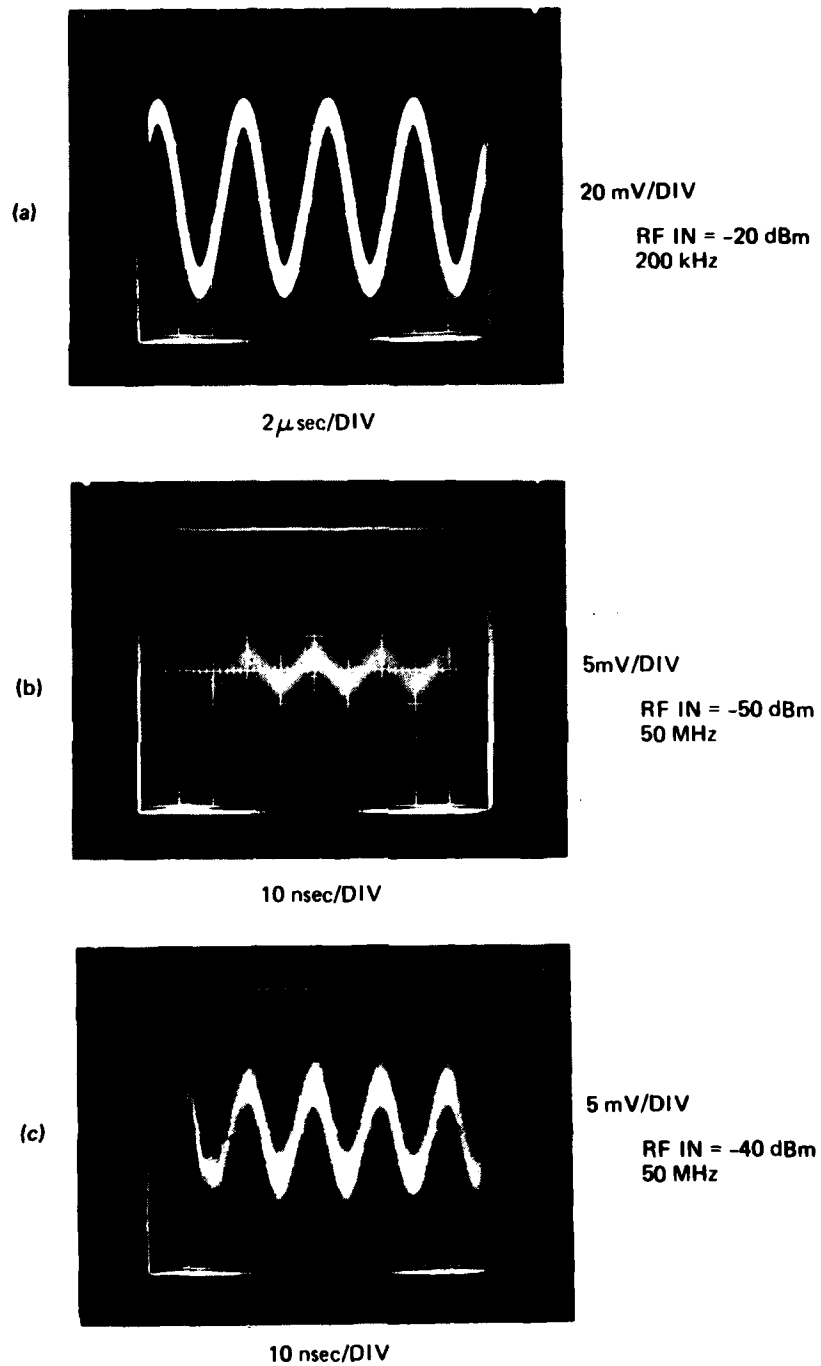 (a)
20 mV/DIV
RF IN = -20 dBm
200 kHz
2μsec/DIV
(b)
5mV/DIV
RF IN = -50 dBm
50 MHz
10 nsec/DIV
(c)
5 mV/DIV
RF IN = -40 dBm
50 MHz
10 nsec/DIV